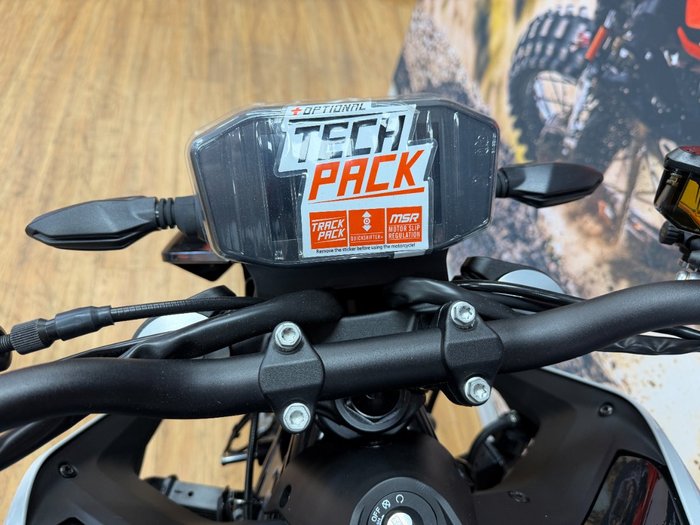 +OPTIONAL
TECH
PACK
TRACK
PACK
QUICKSHIFTER+
MSR
MOTOR SLIP
REGULATION
Remove the sticker before using the motorcycle!
OFF